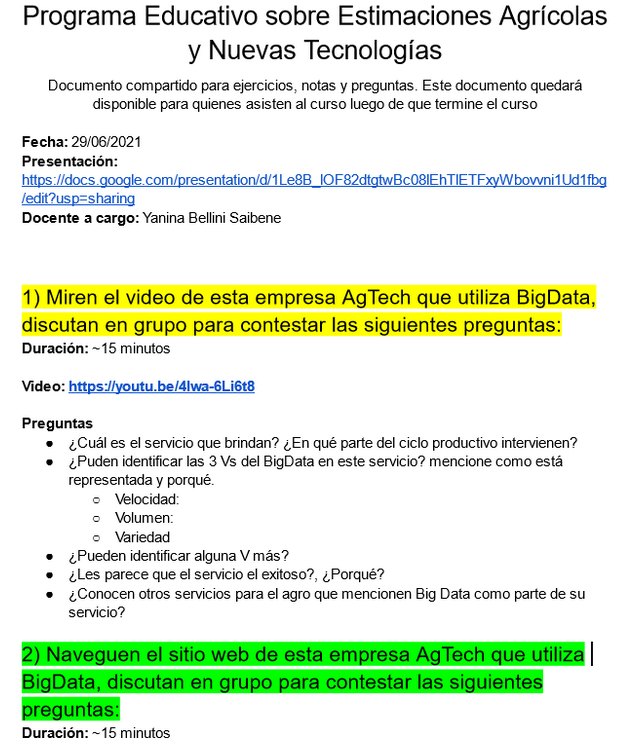 Programa Educativo sobre Estimaciones Agrícolas
y Nuevas Tecnologías
Documento compartido para ejercicios, notas y preguntas. Este documento quedará
disponible para quienes asisten al curso luego de que termine el curso
Fecha: 29/06/2021
Presentación:
https://docs.google.com/presentation/d/1Le8B_IOF82dtgtwBc08lEhTlETFxyWbovvni1Ud1fbg
/edit?usp=sharing
Docente a cargo: Yanina Bellini Saibene
1) Miren el video de esta empresa AgTech que utiliza BigData,
discutan en grupo para contestar las siguientes preguntas:
Duración: ~15 minutos
Video: https://youtu.be/4lwa-6Li6t8
Preguntas
● ¿Cuál es el servicio que brindan? ¿En qué parte del ciclo productivo intervienen?
● ¿Puden identificar las 3 Vs del BigData en este servicio? mencione como está
representada y porqué.
○ Velocidad:
○ Volumen:
○ Variedad
● ¿Pueden identificar alguna V más?
● ¿Les parece que el servicio el exitoso?, ¿Porqué?
● ¿Conocen otros servicios para el agro que mencionen Big Data como parte de su
servicio?
2) Naveguen el sitio web de esta empresa AgTech que utiliza
BigData, discutan en grupo para contestar las siguientes
preguntas:
Duración: ~15 minutos